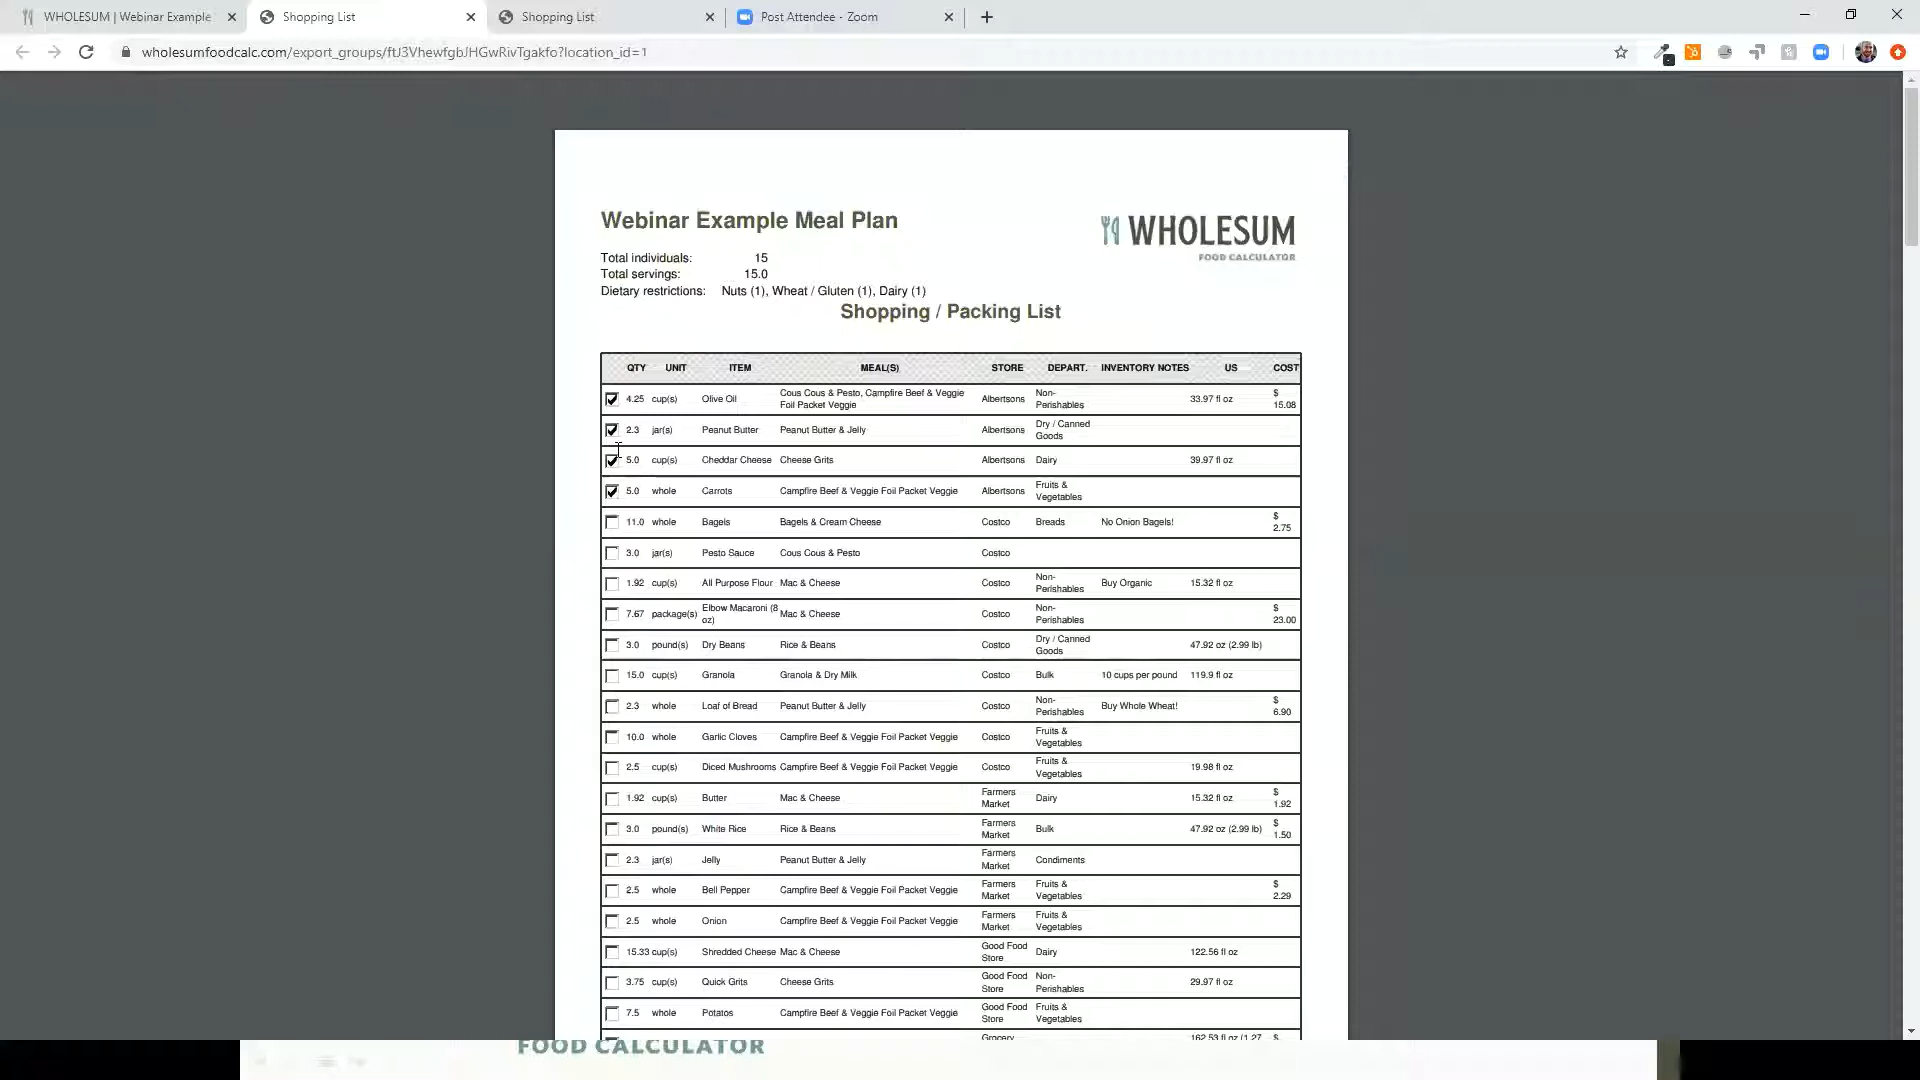 WHOLESUM | Webinar Example
Shopping List
Shopping List
Post Attendee - Zoom
wholesumfoodcalc.com/export_groups/ftJ3VhewfgbJHGwRivTgakfo?location_id=1
Webinar Example Meal Plan
WHOLESUM
FOOD CALCULATOR
Total individuals: 15
Total servings: 15.0
Dietary restrictions: Nuts (1), Wheat / Gluten (1), Dairy (1)
Shopping / Packing List
QTY UNIT ITEM MEAL(S) STORE DEPART. INVENTORY NOTES US COST
4.25 cup(s) Olive Oil Cous Cous & Pesto, Campfire Beef & Veggie Foil Packet Veggie Albertsons Non-Perishables 33.97 fl oz $ 15.08
2.3 jar(s) Peanut Butter Peanut Butter & Jelly Albertsons Dry / Canned Goods
5.0 cup(s) Cheddar Cheese Cheese Grits Albertsons Dairy 39.97 fl oz
5.0 whole Carrots Campfire Beef & Veggie Foil Packet Veggie Albertsons Fruits & Vegetables
11.0 whole Bagels Bagels & Cream Cheese Costco Breads No Onion Bagels! $ 2.75
3.0 jar(s) Pesto Sauce Cous Cous & Pesto Costco
1.92 cup(s) All Purpose Flour Mac & Cheese Costco Non-Perishables Buy Organic 15.32 fl oz
7.67 package(s) Elbow Macaroni (8 oz) Mac & Cheese Costco Non-Perishables $ 23.00
3.0 pound(s) Dry Beans Rice & Beans Costco Dry / Canned Goods 47.92 oz (2.99 lb)
15.0 cup(s) Granola Granola & Dry Milk Costco Bulk 10 cups per pound 119.9 fl oz
2.3 whole Loaf of Bread Peanut Butter & Jelly Costco Non-Perishables Buy Whole Wheat! $ 6.90
10.0 whole Garlic Cloves Campfire Beef & Veggie Foil Packet Veggie Costco Fruits & Vegetables
2.5 cup(s) Diced Mushrooms Campfire Beef & Veggie Foil Packet Veggie Costco Fruits & Vegetables 19.98 fl oz
1.92 cup(s) Butter Mac & Cheese Farmers Market Dairy 15.32 fl oz $ 1.92
3.0 pound(s) White Rice Rice & Beans Farmers Market Bulk 47.92 oz (2.99 lb) $ 1.50
2.3 jar(s) Jelly Peanut Butter & Jelly Farmers Market Condiments
2.5 whole Bell Pepper Campfire Beef & Veggie Foil Packet Veggie Farmers Market Fruits & Vegetables $ 2.29
2.5 whole Onion Campfire Beef & Veggie Foil Packet Veggie Farmers Market Fruits & Vegetables
15.33 cup(s) Shredded Cheese Mac & Cheese Good Food Store Dairy 122.56 fl oz
3.75 cup(s) Quick Grits Cheese Grits Good Food Store Non-Perishables 29.97 fl oz
7.5 whole Potatos Campfire Beef & Veggie Foil Packet Veggie Good Food Store Fruits & Vegetables
Grocery 162.53 fl oz (1.27 $
FOOD CALCULATOR